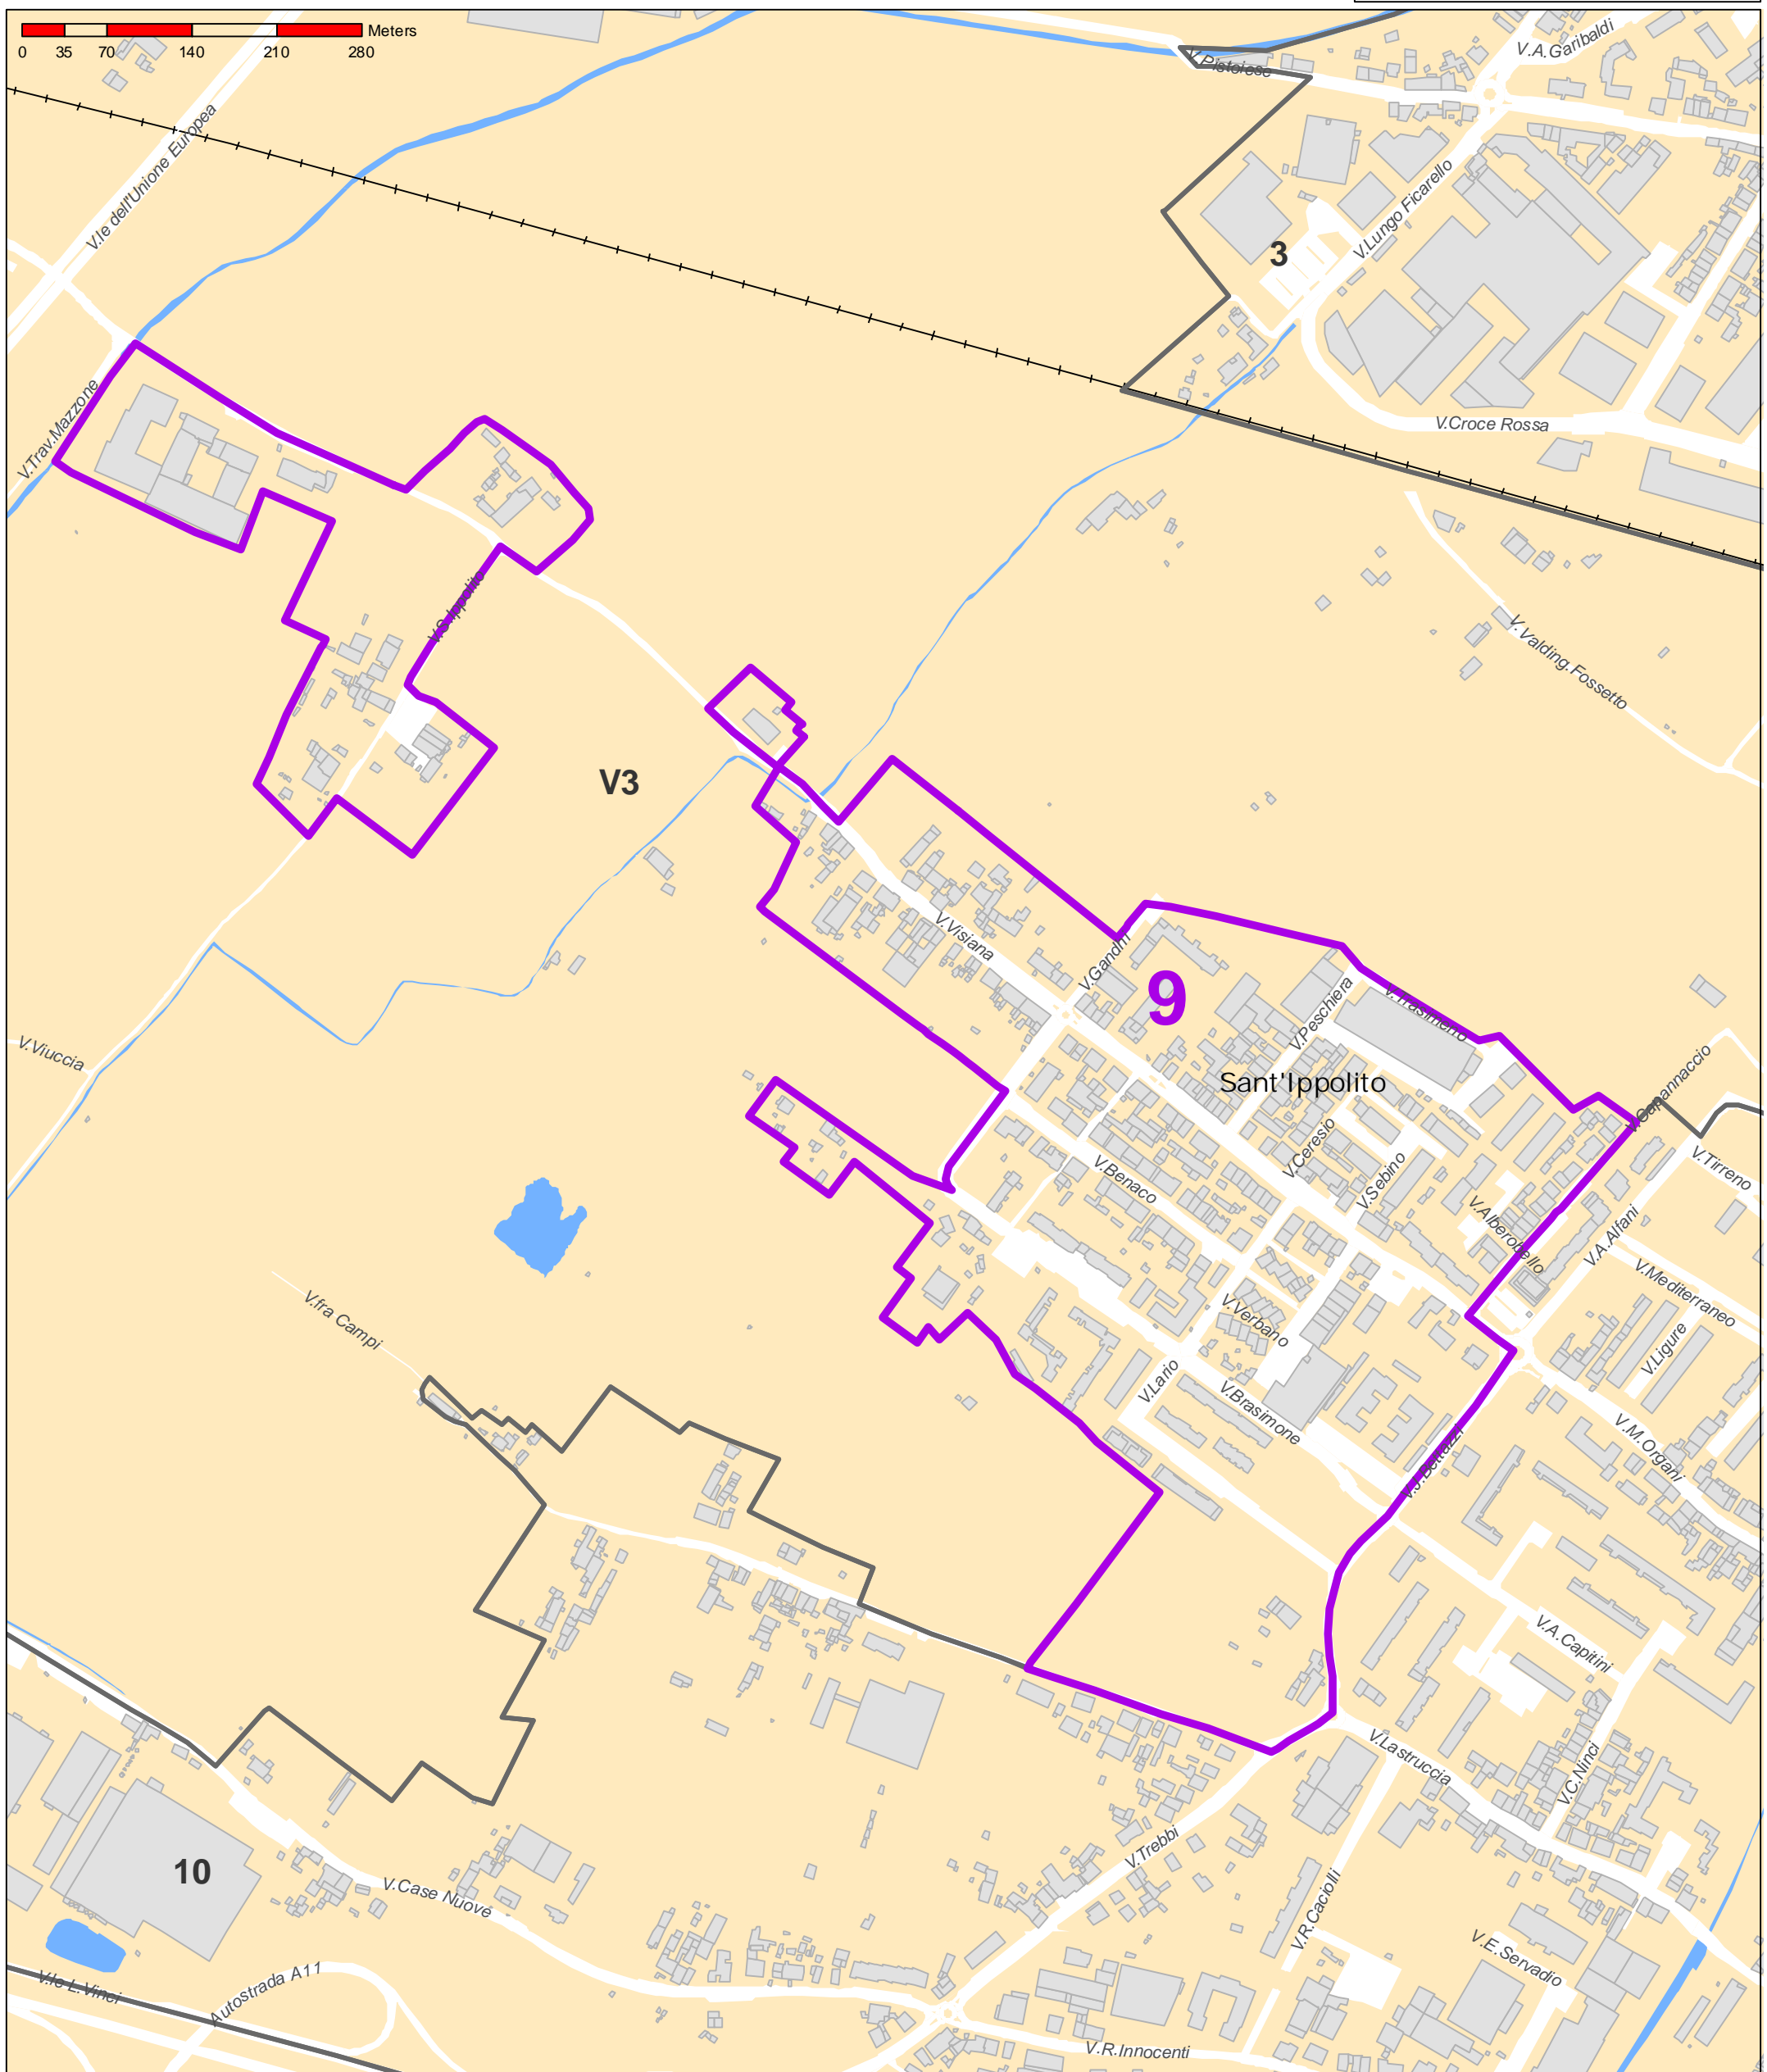 Meters
0 35 70 140 210 280
V.A.Garibaldi
V.Pistoiese
V.le dell'Unione Europea
V.Lungo Ficarello
3
V.Trav.Mazzone
V.Croce Rossa
V.S.Ippolito
V.Valding.Fossetto
V3
V.Visiana
V.Gandhi
9
V.Peschiera
V.Trasimeno
V.Viuccia
Sant'Ippolito
V.Capannaccio
V.Ceresio
V.Benaco
V.Sebino
V.Tirreno
V.Alberobello
V.A.Alfani
V.Mediterraneo
V.fra Campi
V.Verbano
V.Ligure
V.Lario
V.Brasimone
V.M.Organi
V.A.Capitini
V.Lastruccia
V.C.Ninci
10
V.Trebbi
V.Case Nuove
V.R.Caciolli
V.E.Servadio
V.le L.Vinci
Autostrada A11
V.R.Innocenti